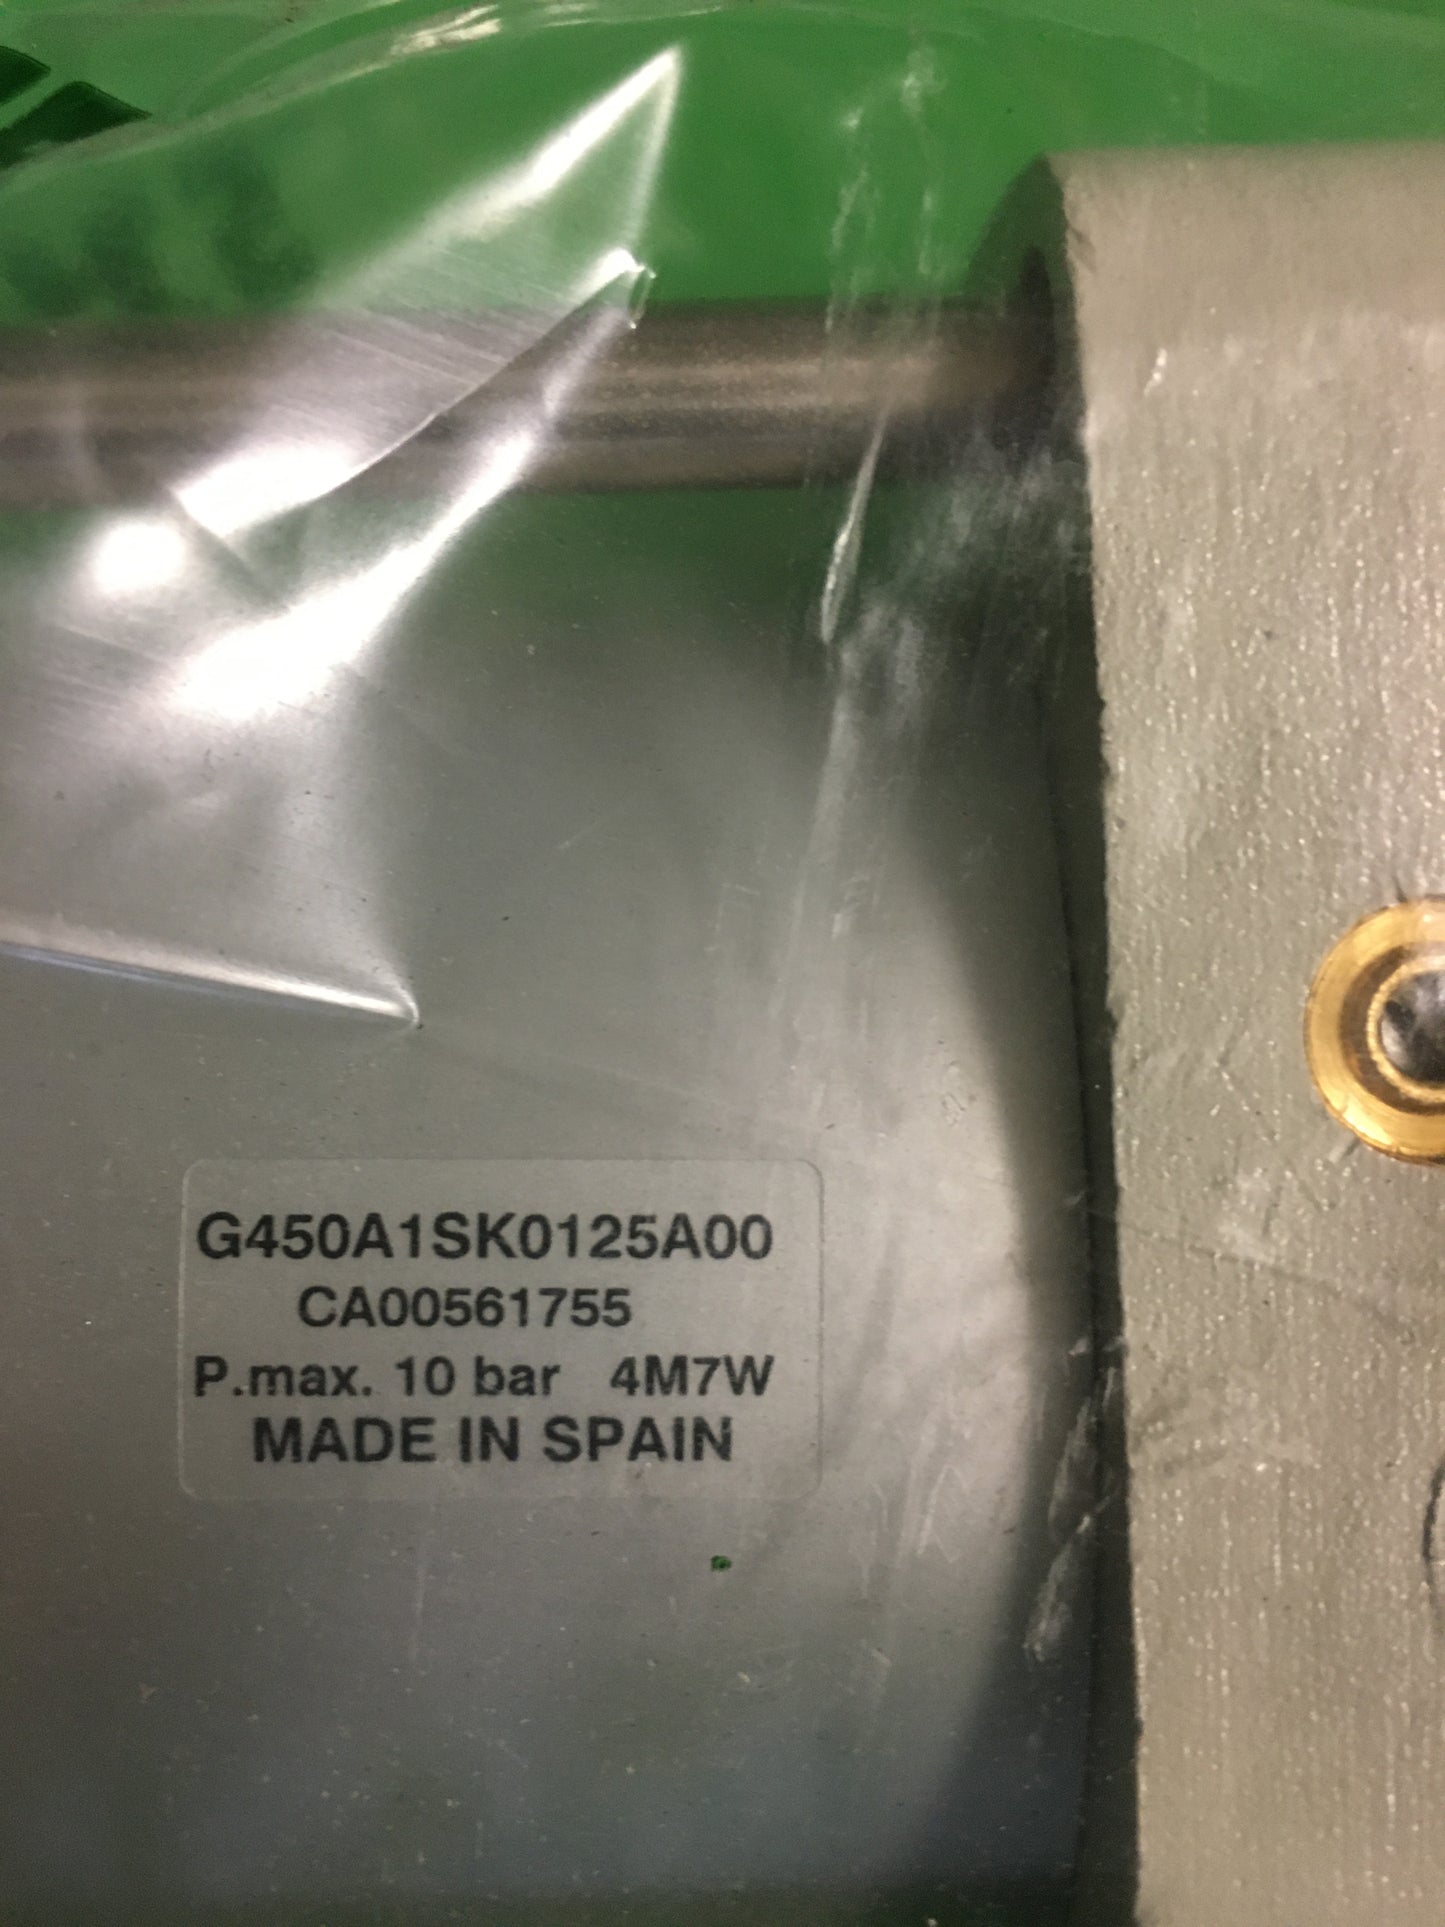 G450A1SK0125A00
CA00561755
P.max. 10 bar 4M7W
MADE IN SPAIN